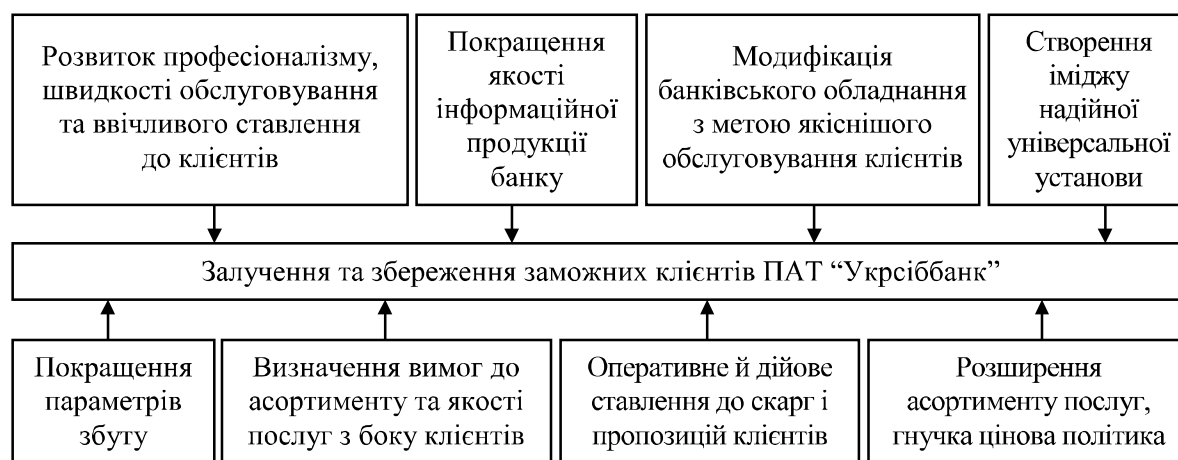 Розвиток професіоналізму,
швидкості обслуговування
та ввічливого ставлення
до клієнтів
Покращення
якості
інформаційної
продукції
банку
Модифікація
банківського обладнання
з метою якіснішого
обслуговування клієнтів
Створення
іміджу
надійної
універсальної
установи
Залучення та збереження заможних клієнтів ПАТ “Укрсіббанк”
Покращення
параметрів
збуту
Визначення вимог до
асортименту та якості
послуг з боку клієнтів
Оперативне й дійове
ставлення до скарг і
пропозицій клієнтів
Розширення
асортименту послуг,
гнучка цінова політика